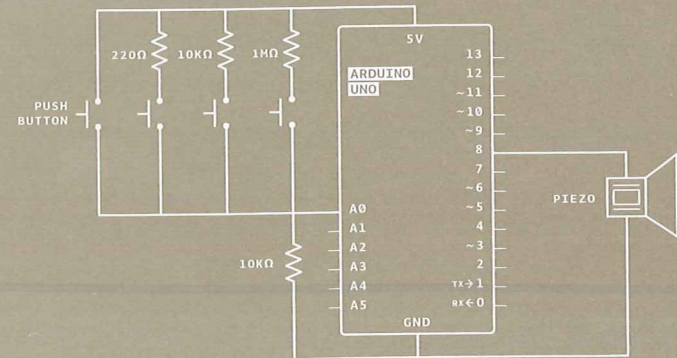 220Ω 10KΩ 1MΩ
PUSH
BUTTON
10KΩ
5V
ARDUINO
UNO
A0
A1
A2
A3
A4
A5
13
12
~11
~10
~9
8
7
~6
~5
4
~3
2
TX→1
RX←0
GND
PIEZO